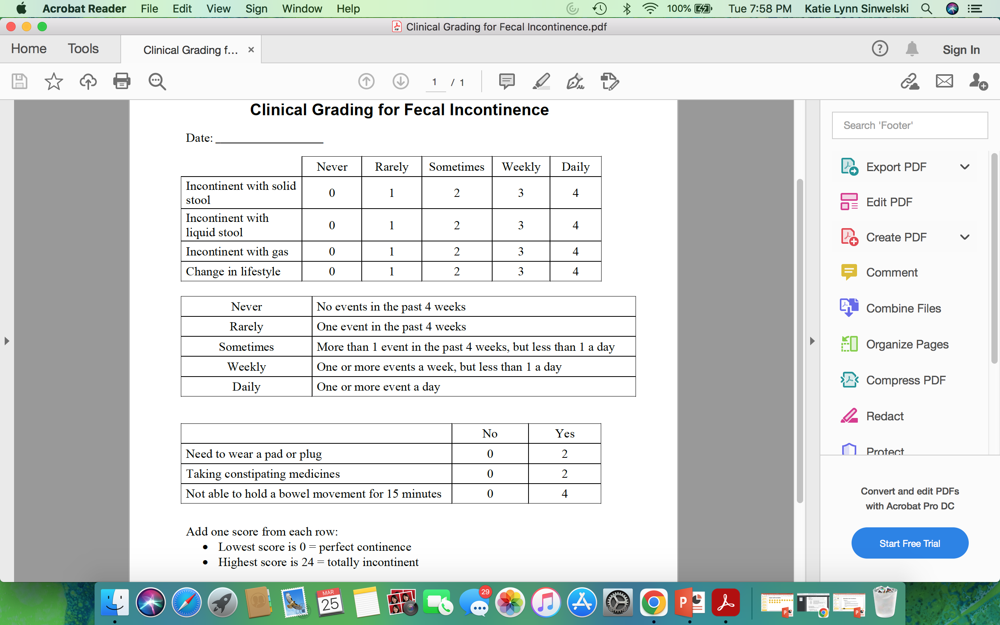 Acrobat Reader File Edit View Sign Window Help 100% Tue 7:58 PM Katie Lynn Sinwelski
Clinical Grading for Fecal Incontinence.pdf
Home Tools Clinical Grading f... × Sign In
1 / 1
Clinical Grading for Fecal Incontinence
Date: ________________
Never Rarely Sometimes Weekly Daily
Incontinent with solid
stool 0 1 2 3 4
Incontinent with
liquid stool 0 1 2 3 4
Incontinent with gas 0 1 2 3 4
Change in lifestyle 0 1 2 3 4
Never No events in the past 4 weeks
Rarely One event in the past 4 weeks
Sometimes More than 1 event in the past 4 weeks, but less than 1 a day
Weekly One or more events a week, but less than 1 a day
Daily One or more event a day
No Yes
Need to wear a pad or plug 0 2
Taking constipating medicines 0 2
Not able to hold a bowel movement for 15 minutes 0 4
Add one score from each row:
• Lowest score is 0 = perfect continence
• Highest score is 24 = totally incontinent
Search 'Footer'
Export PDF
Edit PDF
Create PDF
Comment
Combine Files
Organize Pages
Compress PDF
Redact
Protect
Convert and edit PDFs
with Acrobat Pro DC
Start Free Trial
MAR
25
29
P
P
P